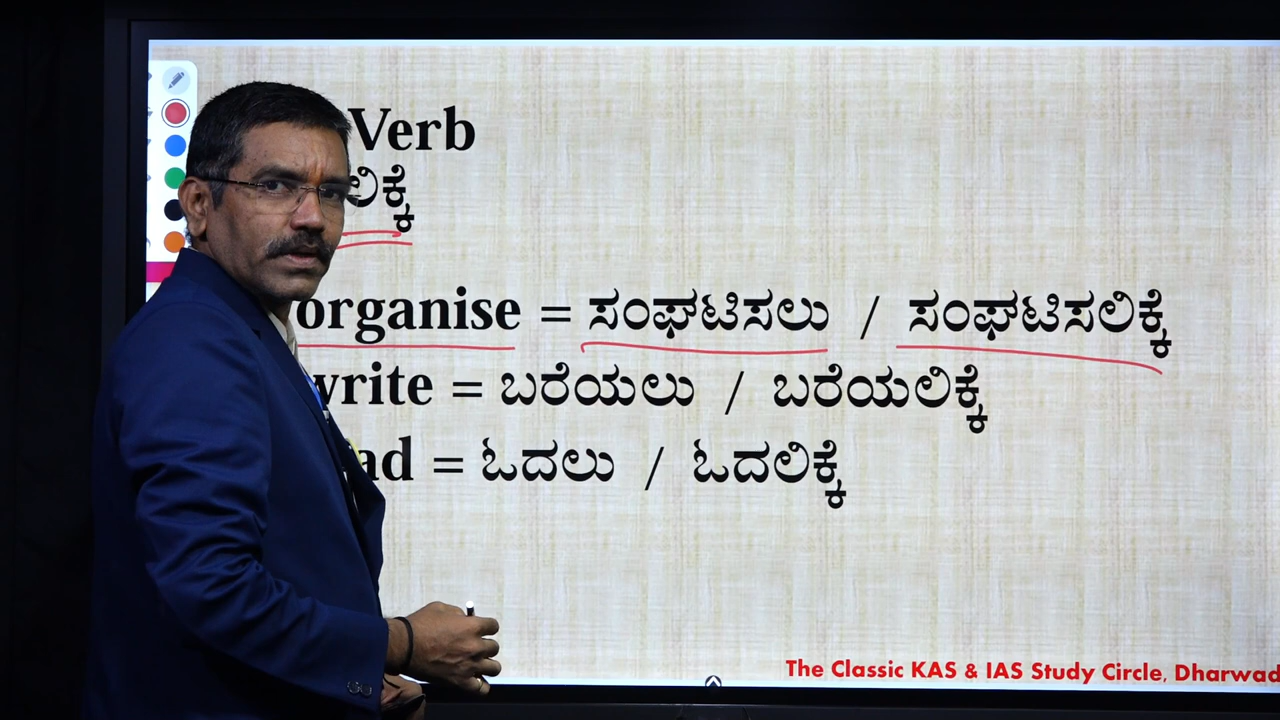 Verb
organise = ಸಂಘಟಿಸಲು / ಸಂಘಟಿಸಲಿಕ್ಕೆ
write = ಬರೆಯಲು / ಬರೆಯಲಿಕ್ಕೆ
= ಓದಲು / ಓದಲಿಕ್ಕೆ
The Classic KAS & IAS Study Circle, Dharwad